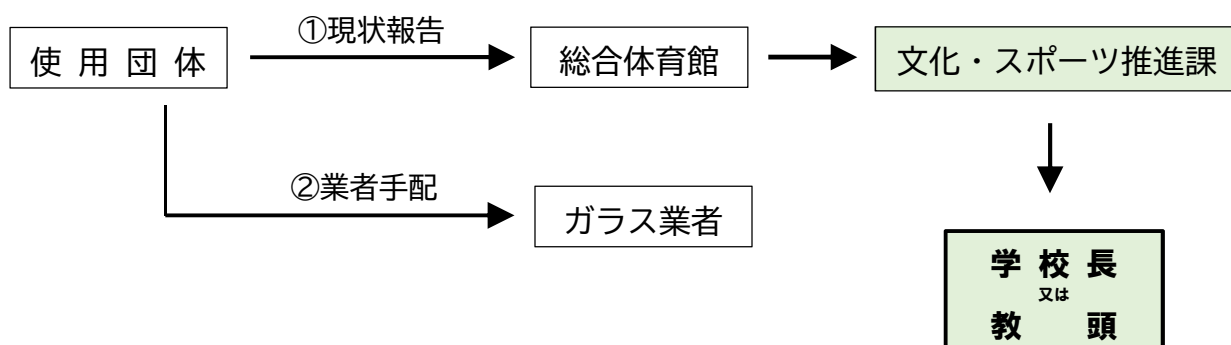 ①現状報告
使用団体
総合体育館
文化・スポーツ推進課
②業者手配
ガラス業者
学校長
又は
教頭